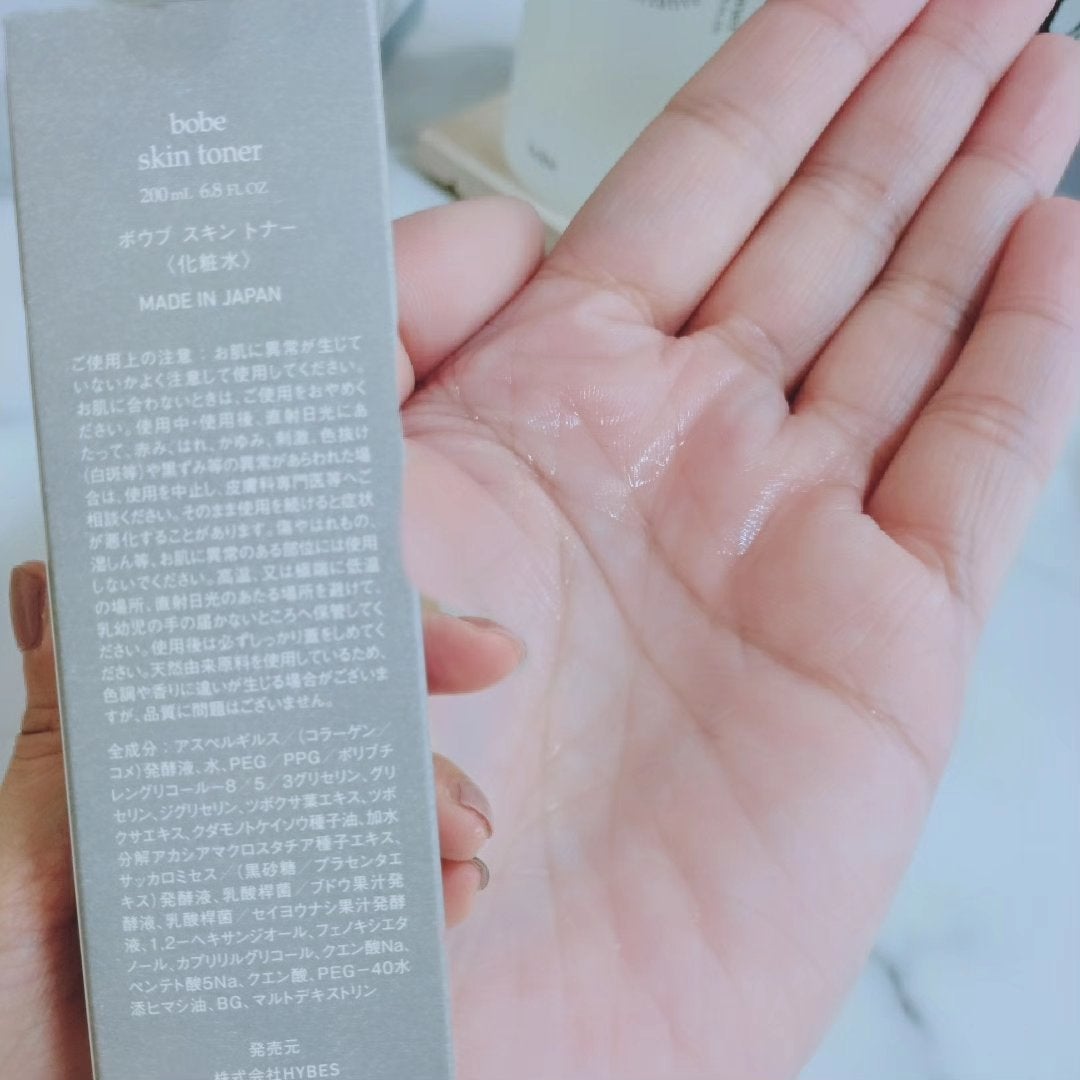 bobe
skin toner
200mL 6.8 FL OZ
ボウブ スキン トナー
〈化粧水〉
MADE IN JAPAN
ご使用上の注意：お肌に異常が生じて
いないかよく注意して使用してください。
お肌に合わないときは、ご使用をおやめく
ださい。使用中・使用後、直射日光にあ
たって、赤み、はれ、かゆみ、刺激、色抜け
（白斑等）や黒ずみ等の異常があらわれた場
合は、使用を中止し、皮膚科専門医等へご
相談ください。そのまま使用を続けると症状
が悪化することがあります。傷やはれもの、
湿しん等、お肌に異常のある部位には使用
しないでください。高温、又は極端に低温
の場所、直射日光のあたる場所を避けて、
乳幼児の手の届かないところへ保管してく
ださい。使用後は必ずしっかり蓋をしめてく
ださい。天然由来原料を使用しているため、
色調や香りに違いが生じる場合がございま
すが、品質に問題はございません。
全成分：アスペルギルス／（コラーゲン／
コメ）発酵液、水、PEG／PPG／ポリブチ
レングリコール－8／5／3グリセリン、グリ
セリン、ジグリセリン、ツボクサ葉エキス、ツボ
クサエキス、クダモノトケイソウ種子油、加水
分解アカシアマクロスタチア種子エキス、
サッカロミセス／（黒砂糖／プラセンタエ
キス）発酵液、乳酸桿菌／ブドウ果汁発
酵液、乳酸桿菌／セイヨウナシ果汁発酵
液、1,2－ヘキサンジオール、フェノキシエタ
ノール、カプリリルグリコール、クエン酸Na、
ペンテト酸5Na、クエン酸、PEG－40水
添ヒマシ油、BG、マルトデキストリン
発売元
株式会社HYBES